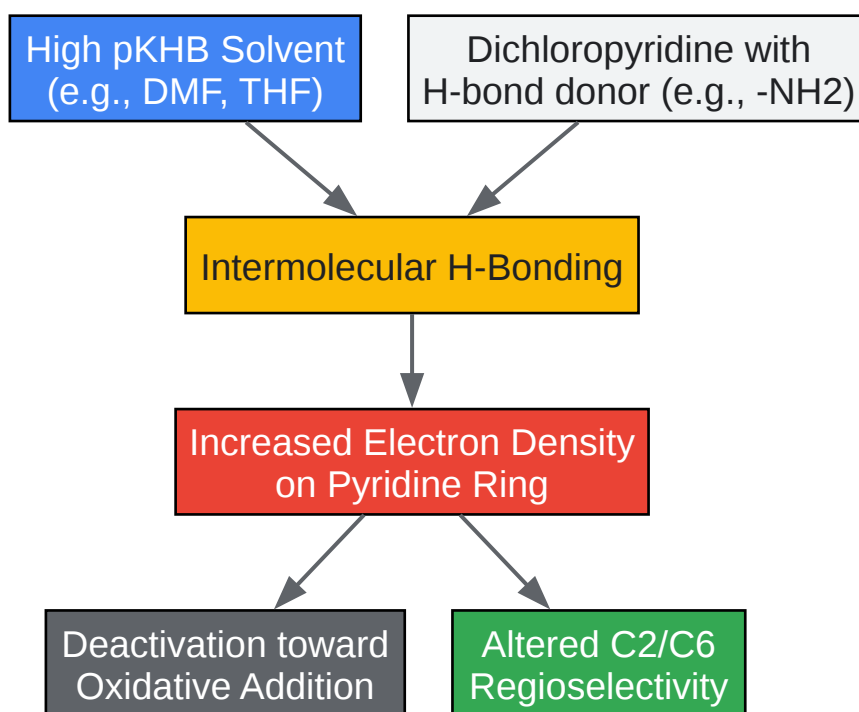 High pKHB Solvent
(e.g., DMF, THF)
Dichloropyridine with
H-bond donor (e.g., -NH2)
Intermolecular H-Bonding
Increased Electron Density
on Pyridine Ring
Deactivation toward
Oxidative Addition
Altered C2/C6
Regioselectivity